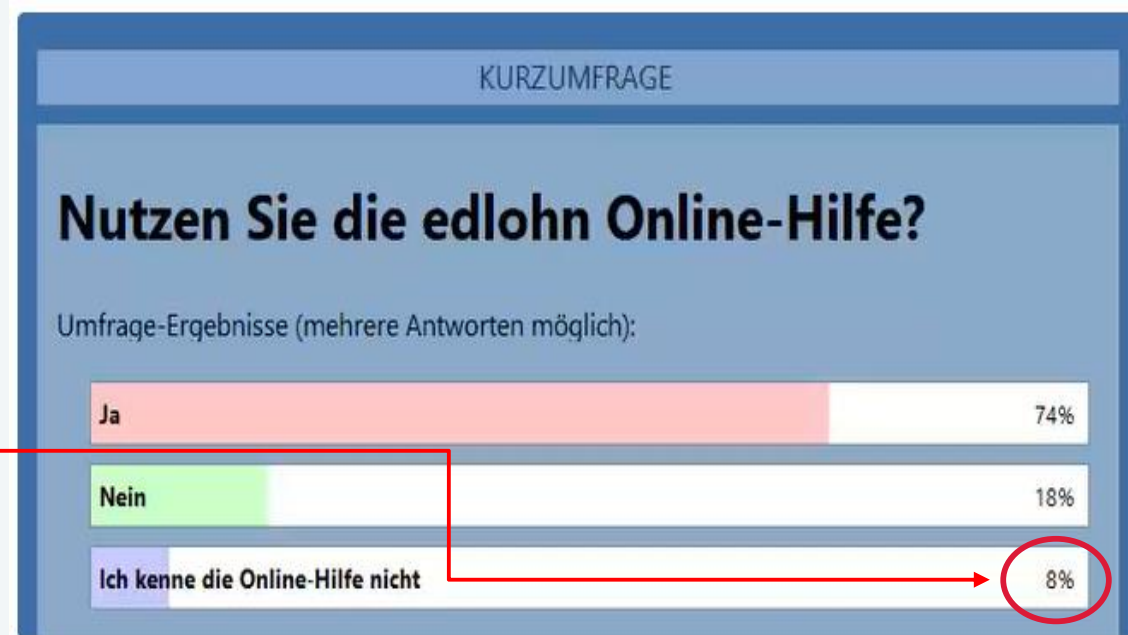 KURZUMFRAGE
Nutzen Sie die edlohn Online-Hilfe?
Umfrage-Ergebnisse (mehrere Antworten möglich):
Ja 74%
Nein 18%
Ich kenne die Online-Hilfe nicht 8%